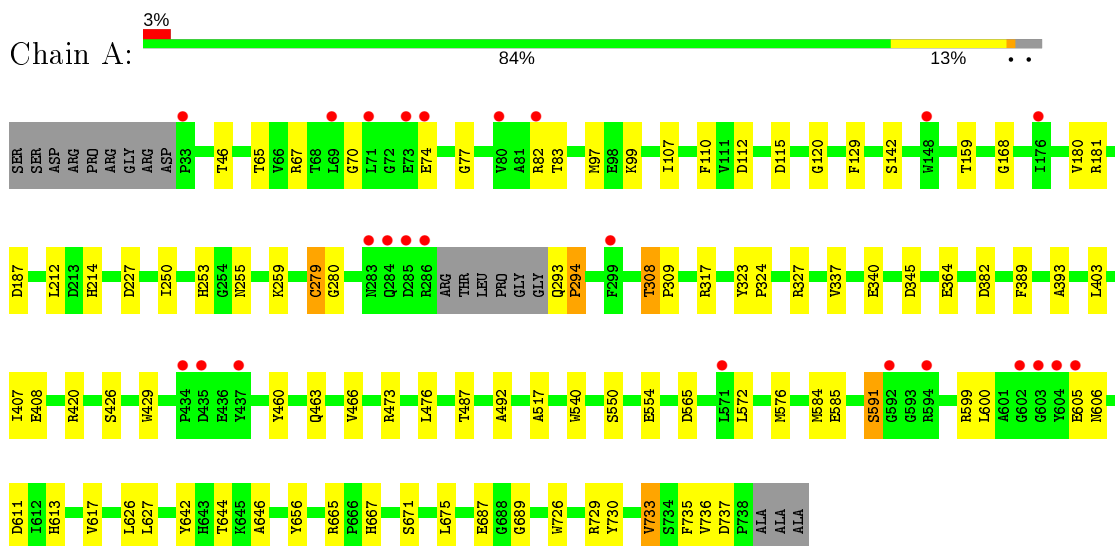 3%
Chain A:
84% 13% • •
SER SER ASP ARG PRO ARG GLY ARG ASP P33 T46 T65 V66 R67 T68 L69 G70 L71 G72 E73 E74 G77 V80 A81 R82 T83 M97 E98 K99 I107 F110 V111 D112 D115 G120 F129 S142 W148 T159 G168 I176 V180 R181
D187 L212 D213 H214 D227 I250 H253 G254 N255 K259 C279 G280 N283 Q284 D285 R286 ARG THR LEU PRO GLY GLY Q293 P294 F299 T308 P309 R317 Y323 P324 R327 V337 E340 D345 E364 D382 F389 A393 L403
I407 E408 R420 S426 W429 P434 D435 E436 Y437 Y460 Q463 V466 R473 L476 T487 A492 A517 W540 S550 E554 D565 L571 L572 M576 M584 E585 S591 G592 G593 R594 R599 L600 A601 G602 G603 Y604 E605 N606
D611 I612 H613 V617 L626 L627 Y642 H643 T644 K645 A646 Y656 R665 P666 H667 S671 L675 E687 G688 G689 W726 R729 Y730 V733 S734 F735 V736 D737 P738 ALA ALA ALA